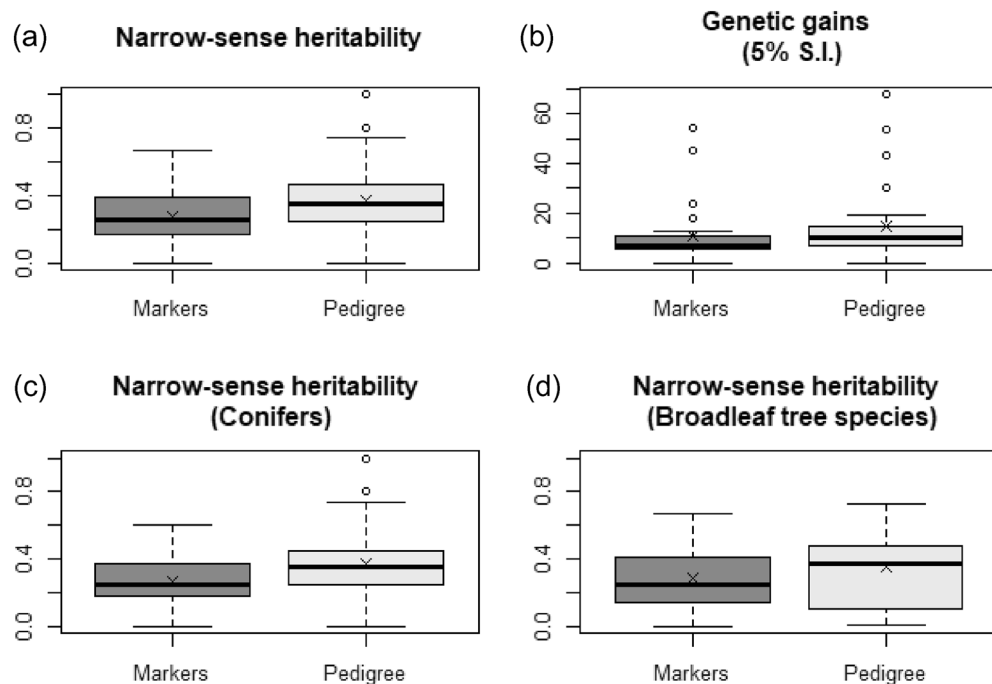 (a)
Narrow-sense heritability
0.8
0.4
0.0
Markers
Pedigree
(b)
Genetic gains
(5% S.I.)
60
40
20
0
Markers
Pedigree
(c)
Narrow-sense heritability
(Conifers)
0.8
0.4
0.0
Markers
Pedigree
(d)
Narrow-sense heritability
(Broadleaf tree species)
0.8
0.4
0.0
Markers
Pedigree